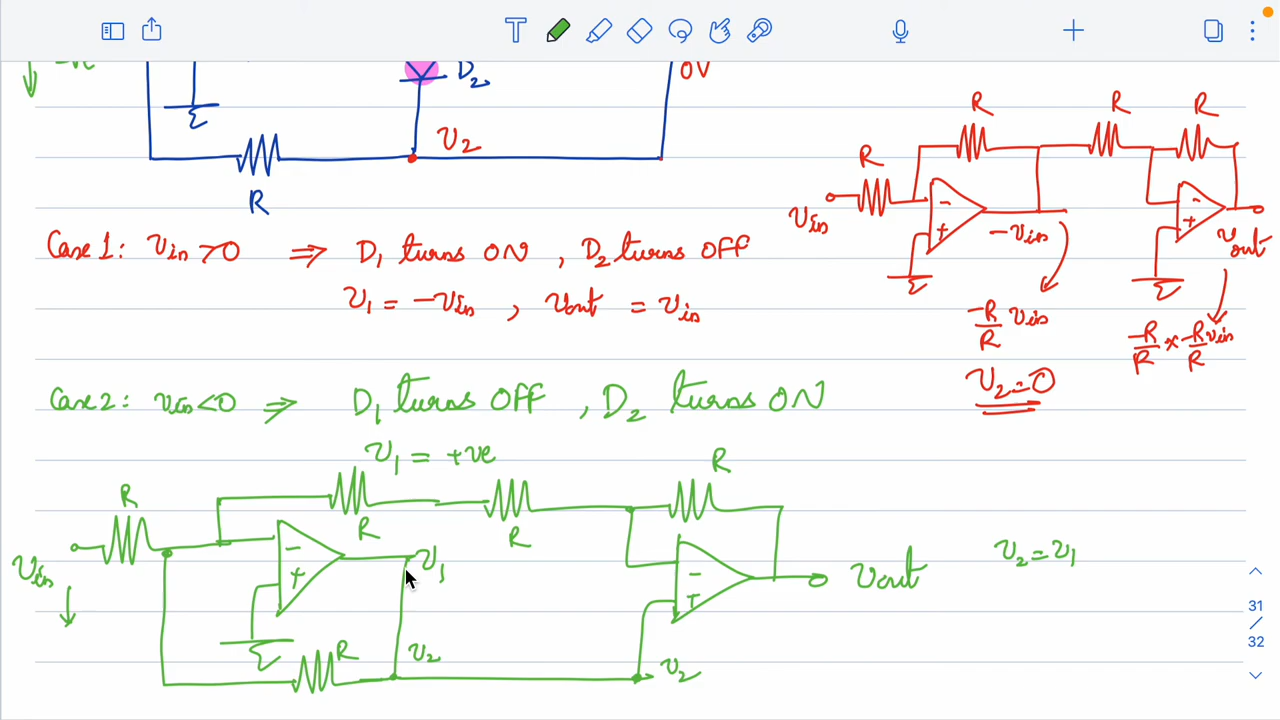 D₂
0V
V₂
R
R
R
R
R
Vin
-
+
-Vin
-
+
Vout
Case 1: Vin >0 ⇒ D₁ turns ON , D₂ turns OFF
V₁ = -Vin , Vout = Vin
-R/R Vin
-R/R × -R/R Vin
V₂=0
Case 2: Vin<0 ⇒ D₁ turns OFF , D₂ turns ON
V₁ = +ve
R
R
R
R
Vin
-
+
V₁
-
+
Vout
V₂=V₁
R
V₂
V₂
31
/
32